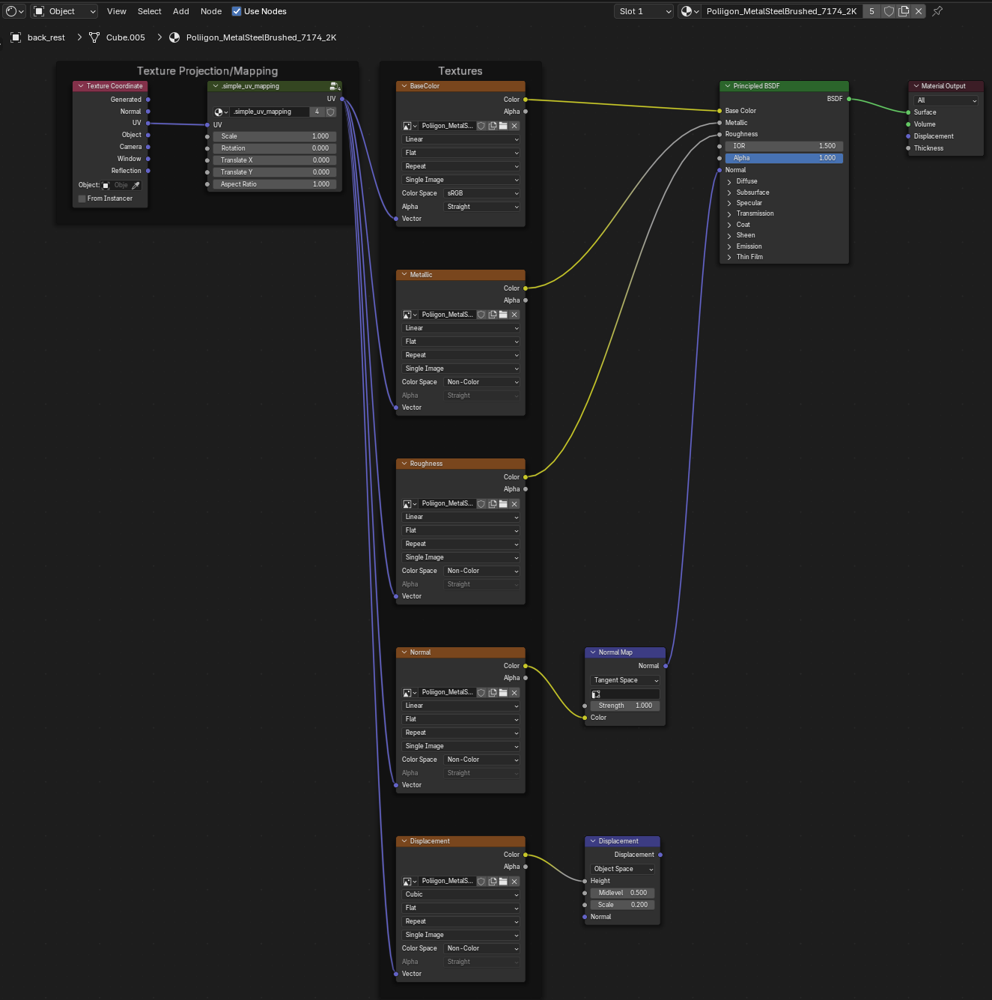 Object View Select Add Node Use Nodes Slot 1 Poliigon_MetalSteelBrushed_7174_2K 5
back_rest Cube.005 Poliigon_MetalSteelBrushed_7174_2K
Texture Projection/Mapping
Texture Coordinate
Generated
Normal
UV
Object
Camera
Window
Reflection
Object: Obje
From Instancer
.simple_uv_mapping
UV
.simple_uv_mapping 4
UV
Scale 1.000
Rotation 0.000
Translate X 0.000
Translate Y 0.000
Aspect Ratio 1.000
Textures
BaseColor
Color
Alpha
Poliigon_MetalS...
Linear
Flat
Repeat
Single Image
Color Space sRGB
Alpha Straight
Vector
Metallic
Color
Alpha
Poliigon_MetalS...
Linear
Flat
Repeat
Single Image
Color Space Non-Color
Alpha Straight
Vector
Roughness
Color
Alpha
Poliigon_MetalS...
Linear
Flat
Repeat
Single Image
Color Space Non-Color
Alpha Straight
Vector
Normal
Color
Alpha
Poliigon_MetalS...
Linear
Flat
Repeat
Single Image
Color Space Non-Color
Alpha Straight
Vector
Displacement
Color
Alpha
Poliigon_MetalS...
Cubic
Flat
Repeat
Single Image
Color Space Non-Color
Alpha Straight
Vector
Normal Map
Normal
Tangent Space
Strength 1.000
Color
Displacement
Displacement
Object Space
Height
Midlevel 0.500
Scale 0.200
Normal
Principled BSDF
BSDF
Base Color
Metallic
Roughness
IOR 1.500
Alpha 1.000
Normal
Diffuse
Subsurface
Specular
Transmission
Coat
Sheen
Emission
Thin Film
Material Output
All
Surface
Volume
Displacement
Thickness